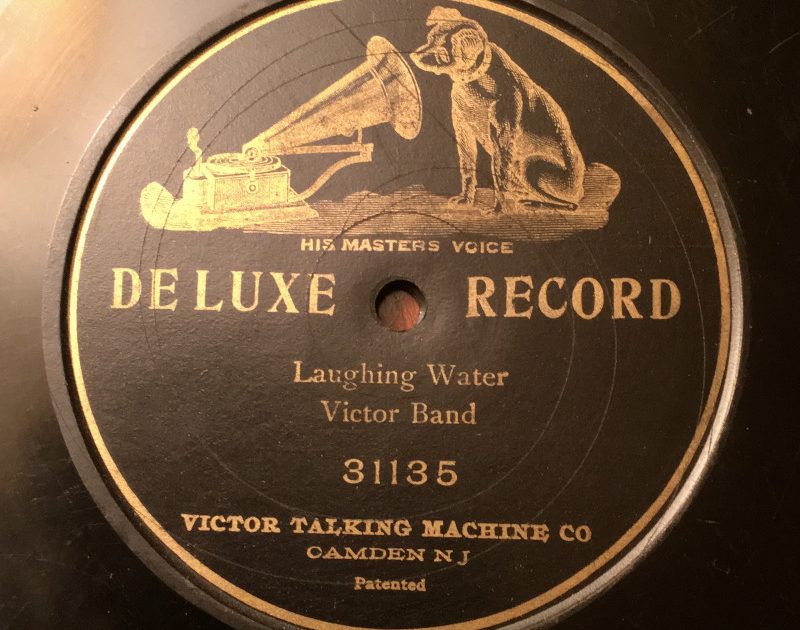 HIS MASTERS VOICE
DE LUXE RECORD
Laughing Water
Victor Band
31135
VICTOR TALKING MACHINE CO
CAMDEN N J
Patented